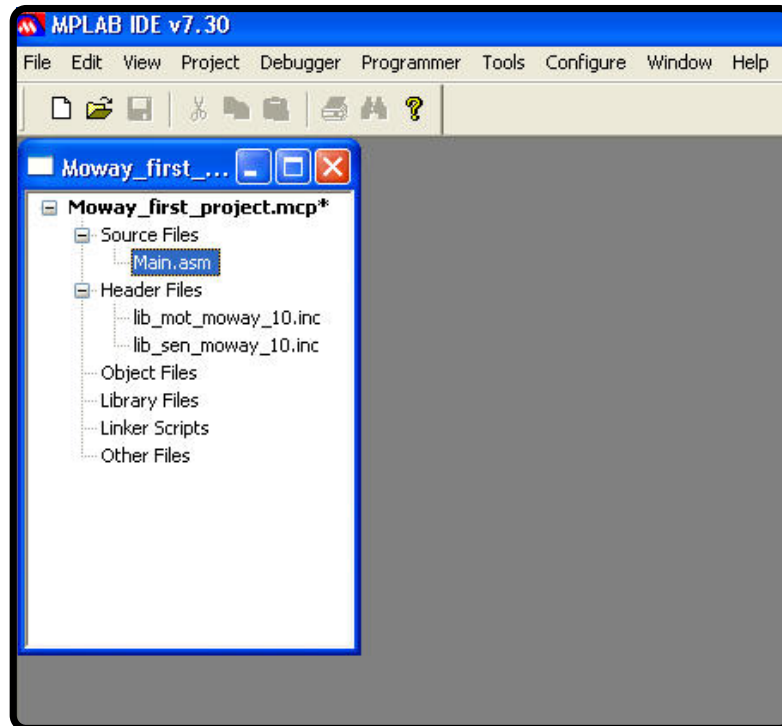 MPLAB IDE v7.30
File Edit View Project Debugger Programmer Tools Configure Window Help
Moway_first_...
Moway_first_project.mcp*
Source Files
Main.asm
Header Files
lib_mot_moway_10.inc
lib_sen_moway_10.inc
Object Files
Library Files
Linker Scripts
Other Files